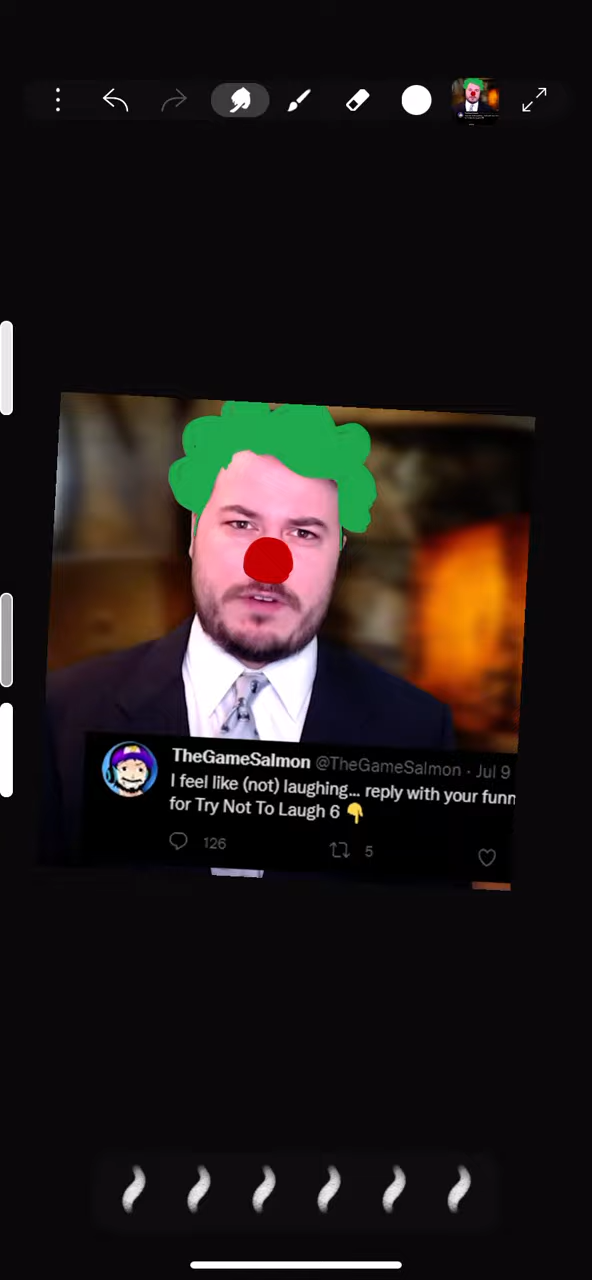 TheGameSalmon @TheGameSalmon · Jul 9
I feel like (not) laughing... reply with your funn
for Try Not To Laugh 6 👇
126 5